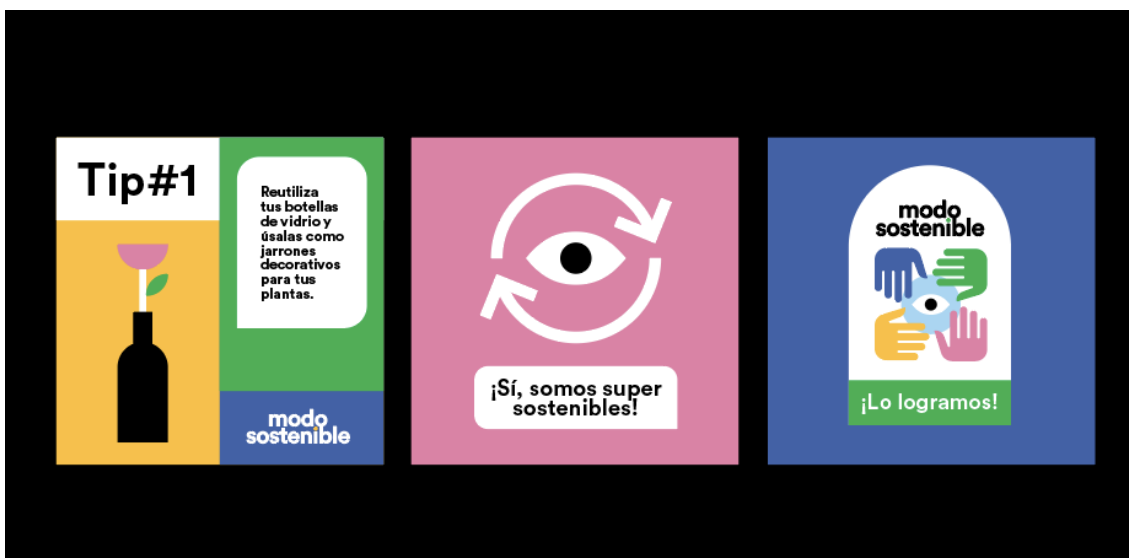 Tip#1
Reutiliza
tus botellas
de vidrio y
úsalas como
jarrones
decorativos
para tus
plantas.
modo
sostenible
¡Sí, somos super
sostenibles!
modo
sostenible
¡Lo logramos!